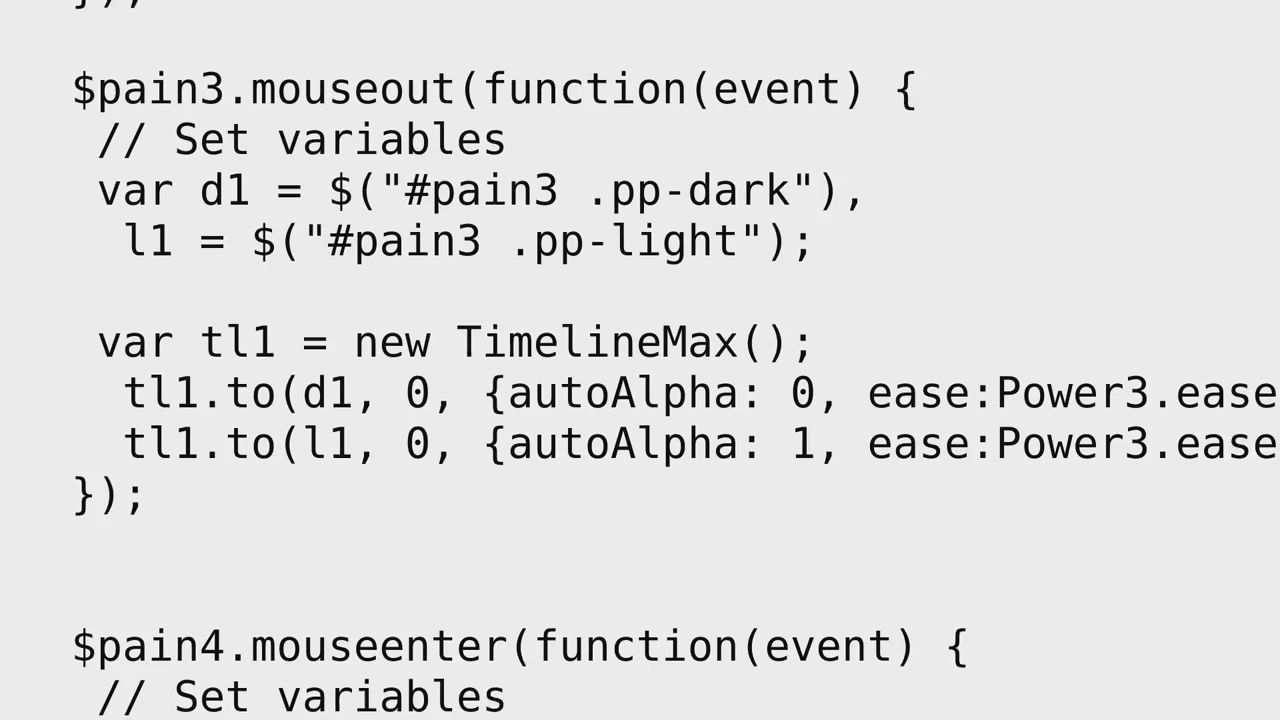 });
$pain3.mouseout(function(event) {
// Set variables
var d1 = $("#pain3 .pp-dark"),
l1 = $("#pain3 .pp-light");
var tl1 = new TimelineMax();
tl1.to(d1, 0, {autoAlpha: 0, ease:Power3.ease
tl1.to(l1, 0, {autoAlpha: 1, ease:Power3.ease
});
$pain4.mouseenter(function(event) {
// Set variables